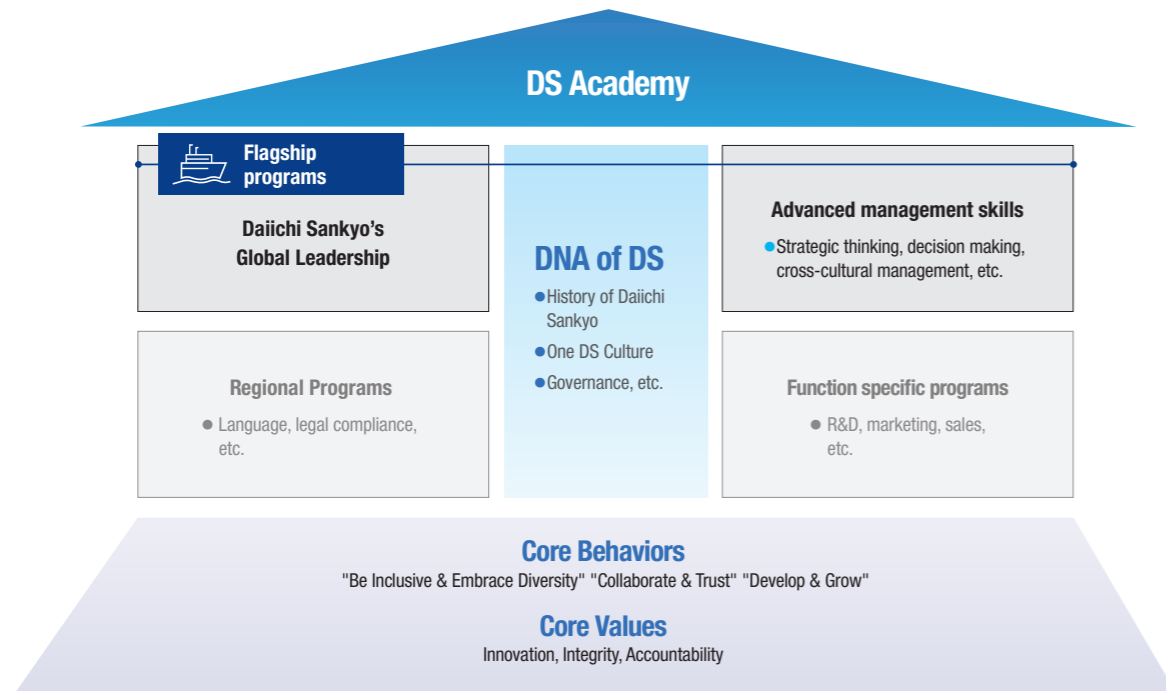 DS Academy
Flagship
programs
Daiichi Sankyo’s
Global Leadership
DNA of DS
●History of Daiichi
Sankyo
●One DS Culture
●Governance, etc.
Advanced management skills
●Strategic thinking, decision making,
cross-cultural management, etc.
Regional Programs
● Language, legal compliance,
etc.
Function specific programs
● R&D, marketing, sales,
etc.
Core Behaviors
"Be Inclusive & Embrace Diversity" "Collaborate & Trust" "Develop & Grow"
Core Values
Innovation, Integrity, Accountability